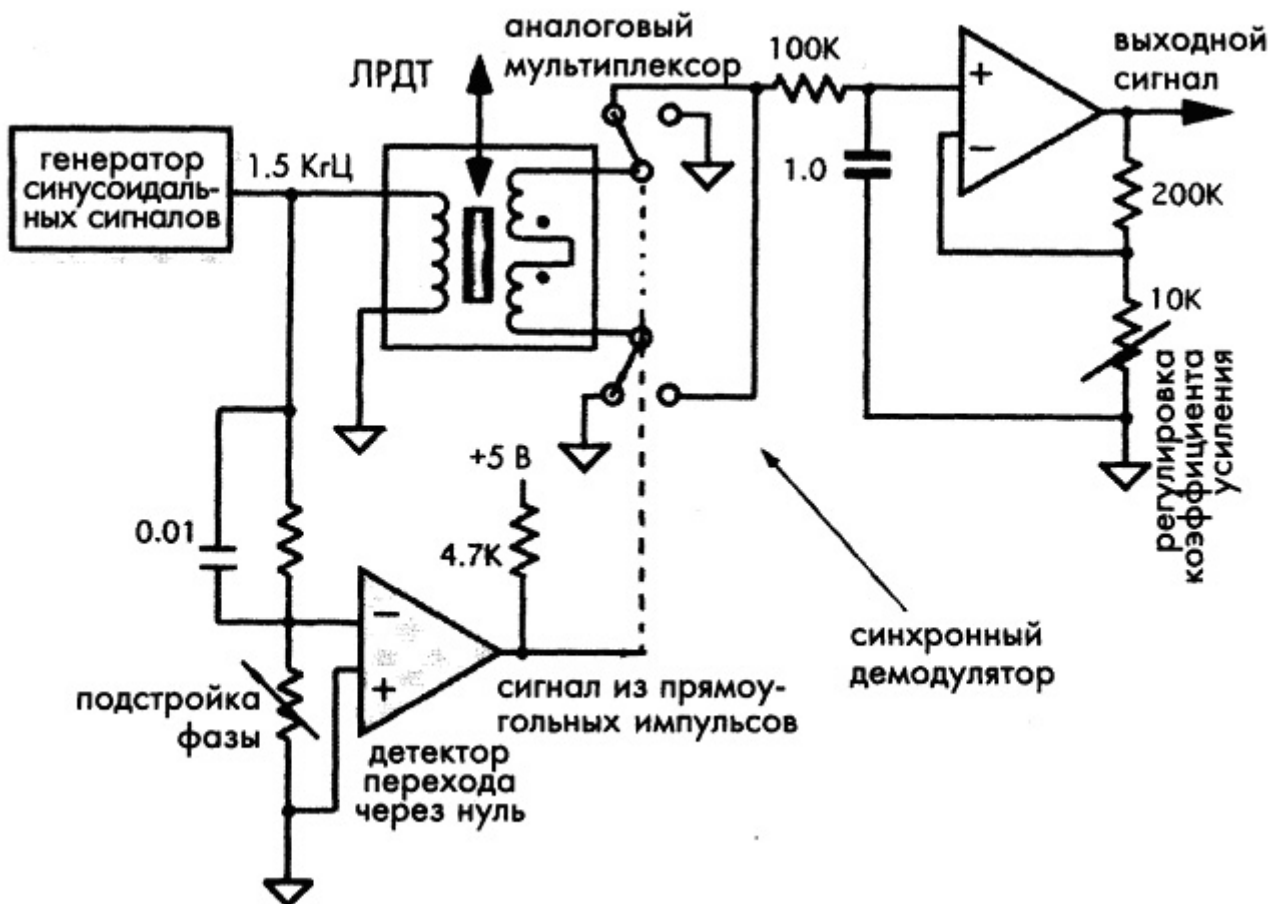 аналоговый
мультиплексор
ЛРДТ
100K
выходной
сигнал
генератор
синусоидаль-
ных сигналов
1.5 КгЦ
+
−
1.0
200K
10K
регулировка
коэффициента
усиления
+5 В
4.7K
0.01
−
+
подстройка
фазы
детектор
перехода
через нуль
сигнал из прямоу-
гольных импульсов
синхронный
демодулятор